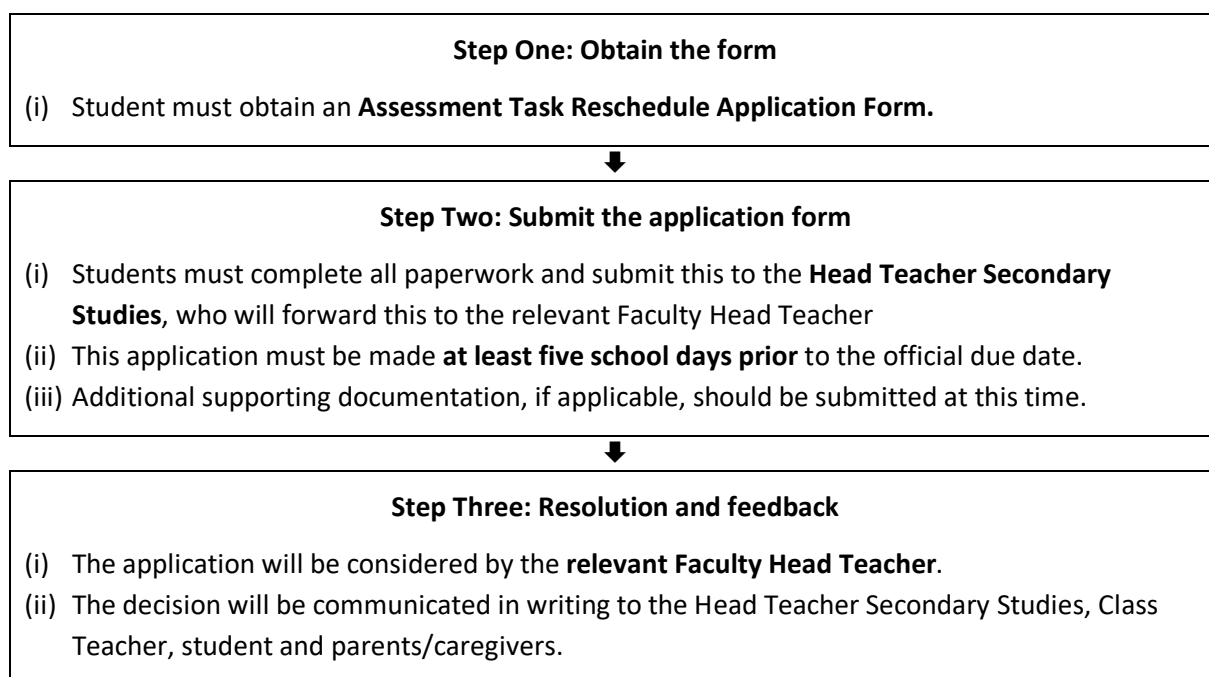 Step One: Obtain the form
(i) Student must obtain an Assessment Task Reschedule Application Form.
Step Two: Submit the application form
(i) Students must complete all paperwork and submit this to the Head Teacher Secondary
Studies, who will forward this to the relevant Faculty Head Teacher
(ii) This application must be made at least five school days prior to the official due date.
(iii) Additional supporting documentation, if applicable, should be submitted at this time.
Step Three: Resolution and feedback
(i) The application will be considered by the relevant Faculty Head Teacher.
(ii) The decision will be communicated in writing to the Head Teacher Secondary Studies, Class
Teacher, student and parents/caregivers.